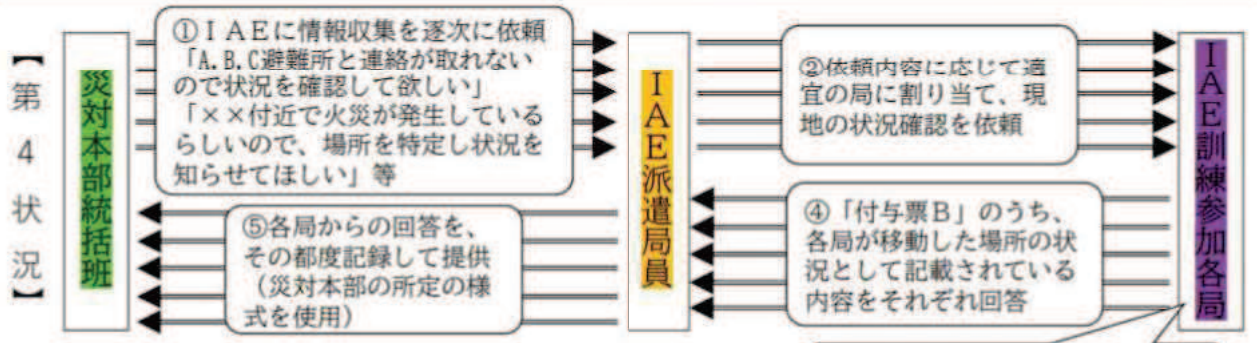 【第4状況】
災対本部統括班
①ＩＡＥに情報収集を逐次に依頼
「A.B.C避難所と連絡が取れない
ので状況を確認して欲しい」
「××付近で火災が発生している
らしいので、場所を特定し状況を
知らせてほしい」等
ＩＡＥ派遣局員
②依頼内容に応じて適
宜の局に割り当て、現
地の状況確認を依頼
ＩＡＥ訓練参加各局
④「付与票Ｂ」のうち、
各局が移動した場所の状
況として記載されている
内容をそれぞれ回答
⑤各局からの回答を、
その都度記録して提供
（災対本部の所定の様
式を使用）